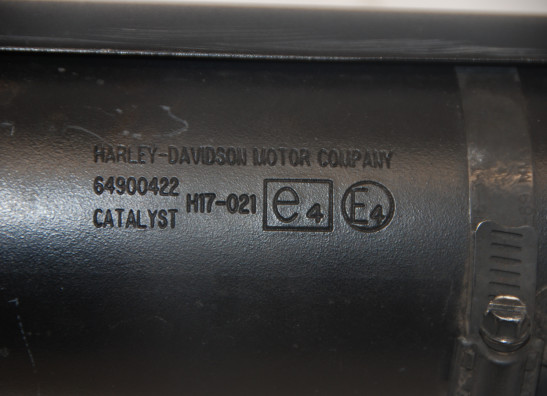 HARLEY-DAVIDSON MOTOR COMPANY
64900422 H17-021 e4 E4
CATALYST